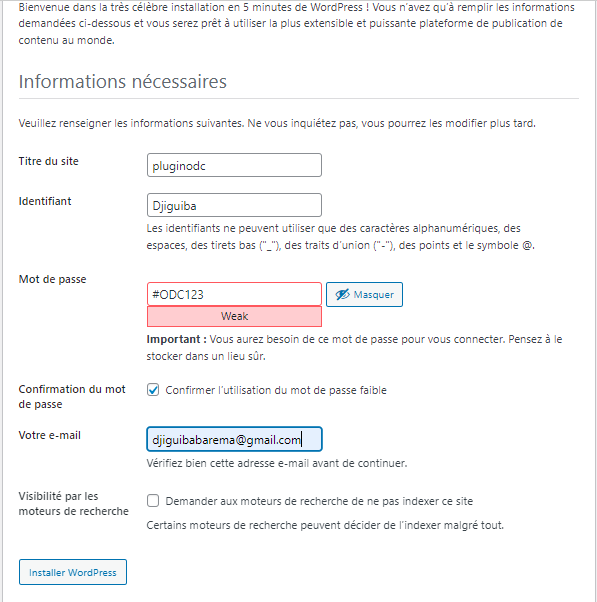 Bienvenue dans la très célèbre installation en 5 minutes de WordPress ! Vous n'avez qu'à remplir les informations
demandées ci-dessous et vous serez prêt à utiliser la plus extensible et puissante plateforme de publication de
contenu au monde.
Informations nécessaires
Veuillez renseigner les informations suivantes. Ne vous inquiétez pas, vous pourrez les modifier plus tard.
Titre du site
pluginodc
Identifiant
Djiguiba
Les identifiants ne peuvent utiliser que des caractères alphanumériques, des
espaces, des tirets bas ("_"), des traits d'union ("-"), des points et le symbole @.
Mot de passe
#ODC123
Masquer
Weak
Important : Vous aurez besoin de ce mot de passe pour vous connecter. Pensez à le
stocker dans un lieu sûr.
Confirmation du mot
de passe
Confirmer l'utilisation du mot de passe faible
Votre e-mail
djiguibabarema@gmail.com
Vérifiez bien cette adresse e-mail avant de continuer.
Visibilité par les
moteurs de recherche
Demander aux moteurs de recherche de ne pas indexer ce site
Certains moteurs de recherche peuvent décider de l'indexer malgré tout.
Installer WordPress